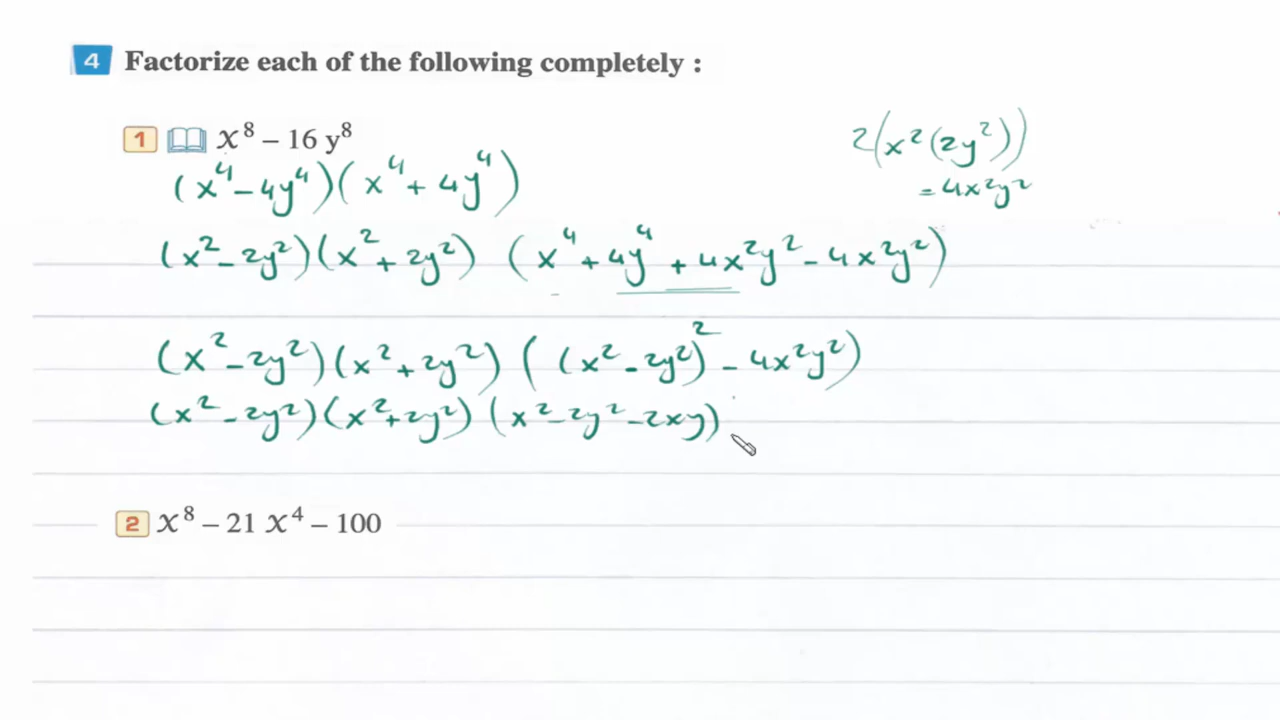 4 Factorize each of the following completely :
1 x⁸ – 16 y⁸
2(x²(2y²))
= 4x²y²
(x⁴ - 4y⁴)(x⁴ + 4y⁴)
(x² - 2y²)(x² + 2y²) (x⁴ + 4y⁴ + 4x²y² - 4x²y²)
(x² - 2y²)(x² + 2y²) ((x² - 2y²)² - 4x²y²)
(x² - 2y²)(x² + 2y²) (x² - 2y² - 2xy)
2 x⁸ – 21 x⁴ – 100